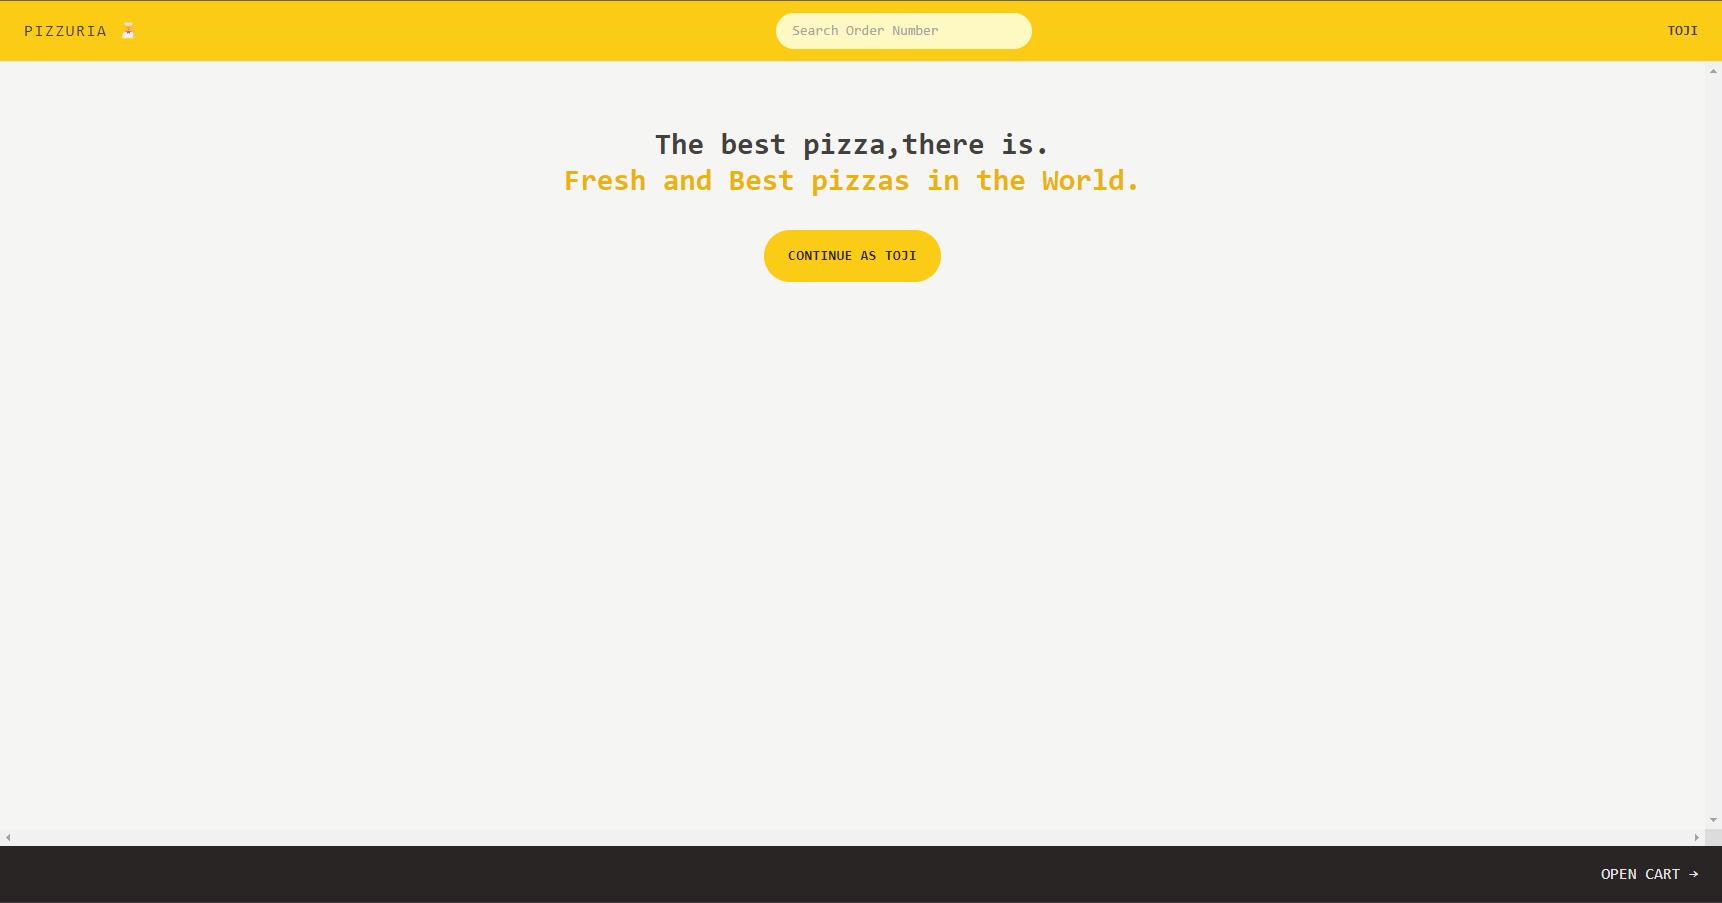 PIZZURIA
Search Order Number
TOJI
The best pizza,there is.
Fresh and Best pizzas in the World.
CONTINUE AS TOJI
OPEN CART →